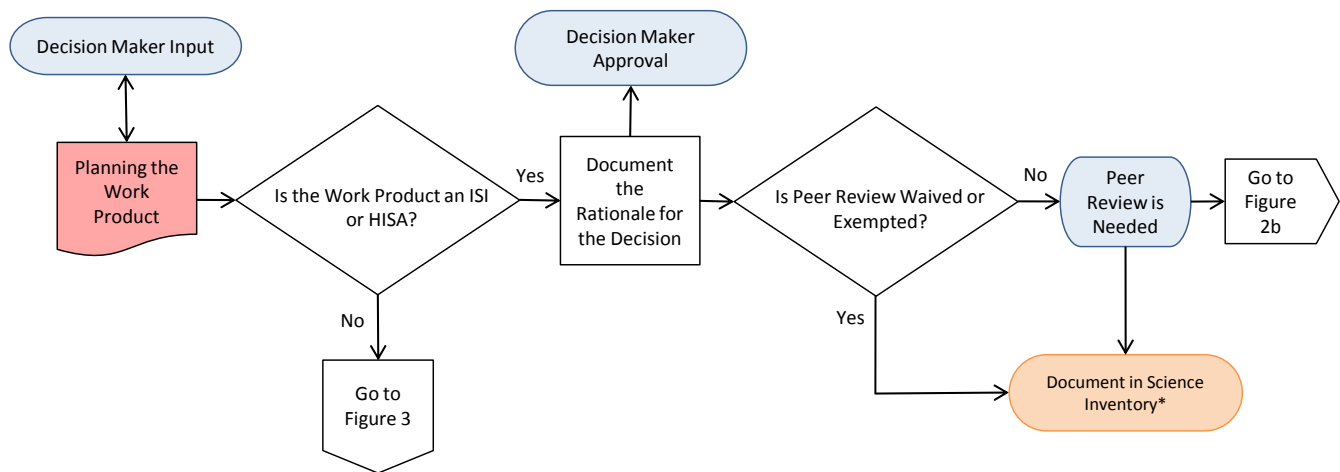 Decision Maker Input
Decision Maker
Approval
Planning the
Work
Product
Is the Work Product an ISI
or HISA?
Yes
No
Go to
Figure 3
Document
the
Rationale for
the Decision
Is Peer Review Waived or
Exempted?
No
Yes
Peer
Review is
Needed
Go to
Figure
2b
Document in Science
Inventory*